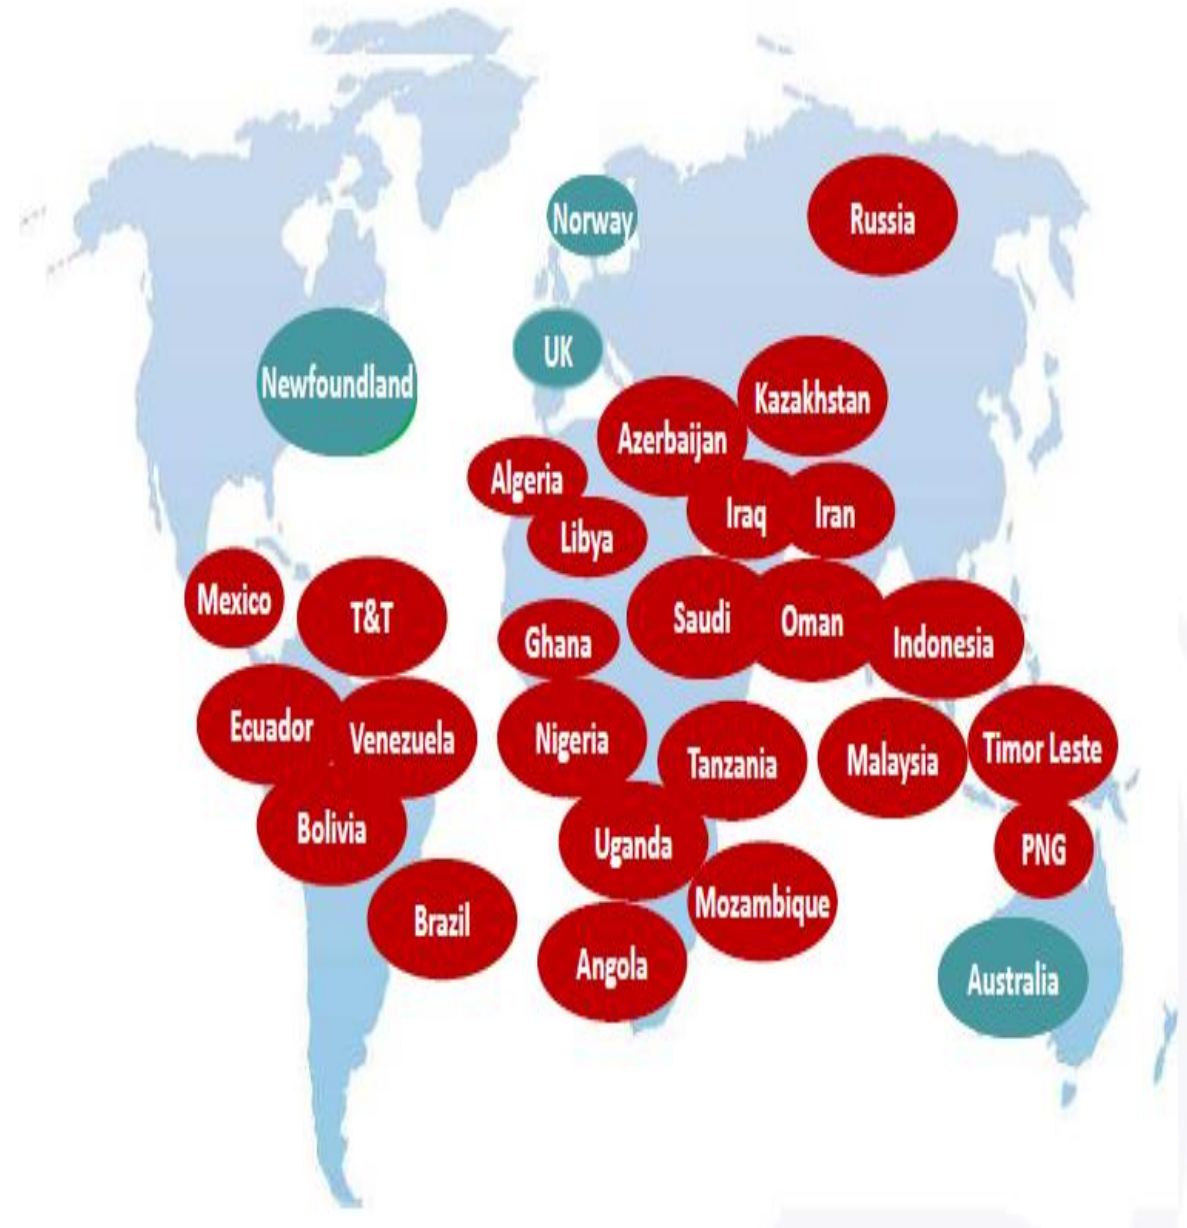 Norway
Russia
UK
Newfoundland
Kazakhstan
Azerbaijan
Algeria
Iraq
Iran
Libya
Mexico
T&T
Ghana
Saudi
Oman
Indonesia
Ecuador
Venezuela
Nigeria
Tanzania
Malaysia
Timor Leste
Bolivia
Uganda
PNG
Mozambique
Brazil
Angola
Australia